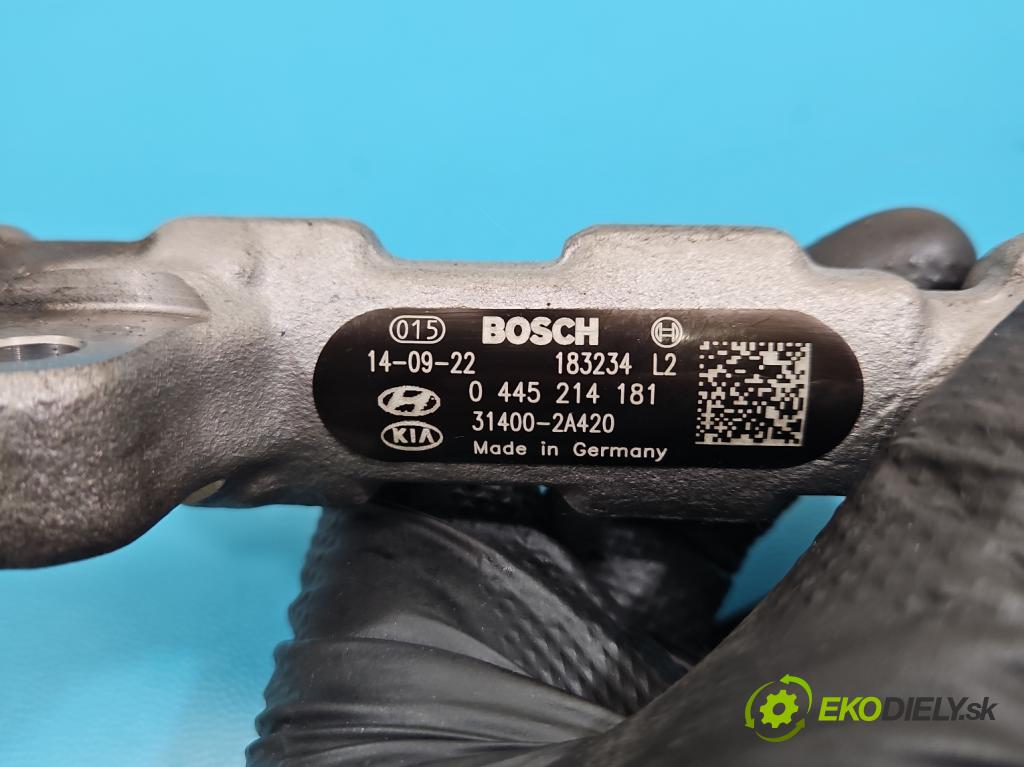 015 BOSCH
14-09-22 183234 L2
0 445 214 181
31400-2A420
KIA
Made in Germany
EKODIELY.sk